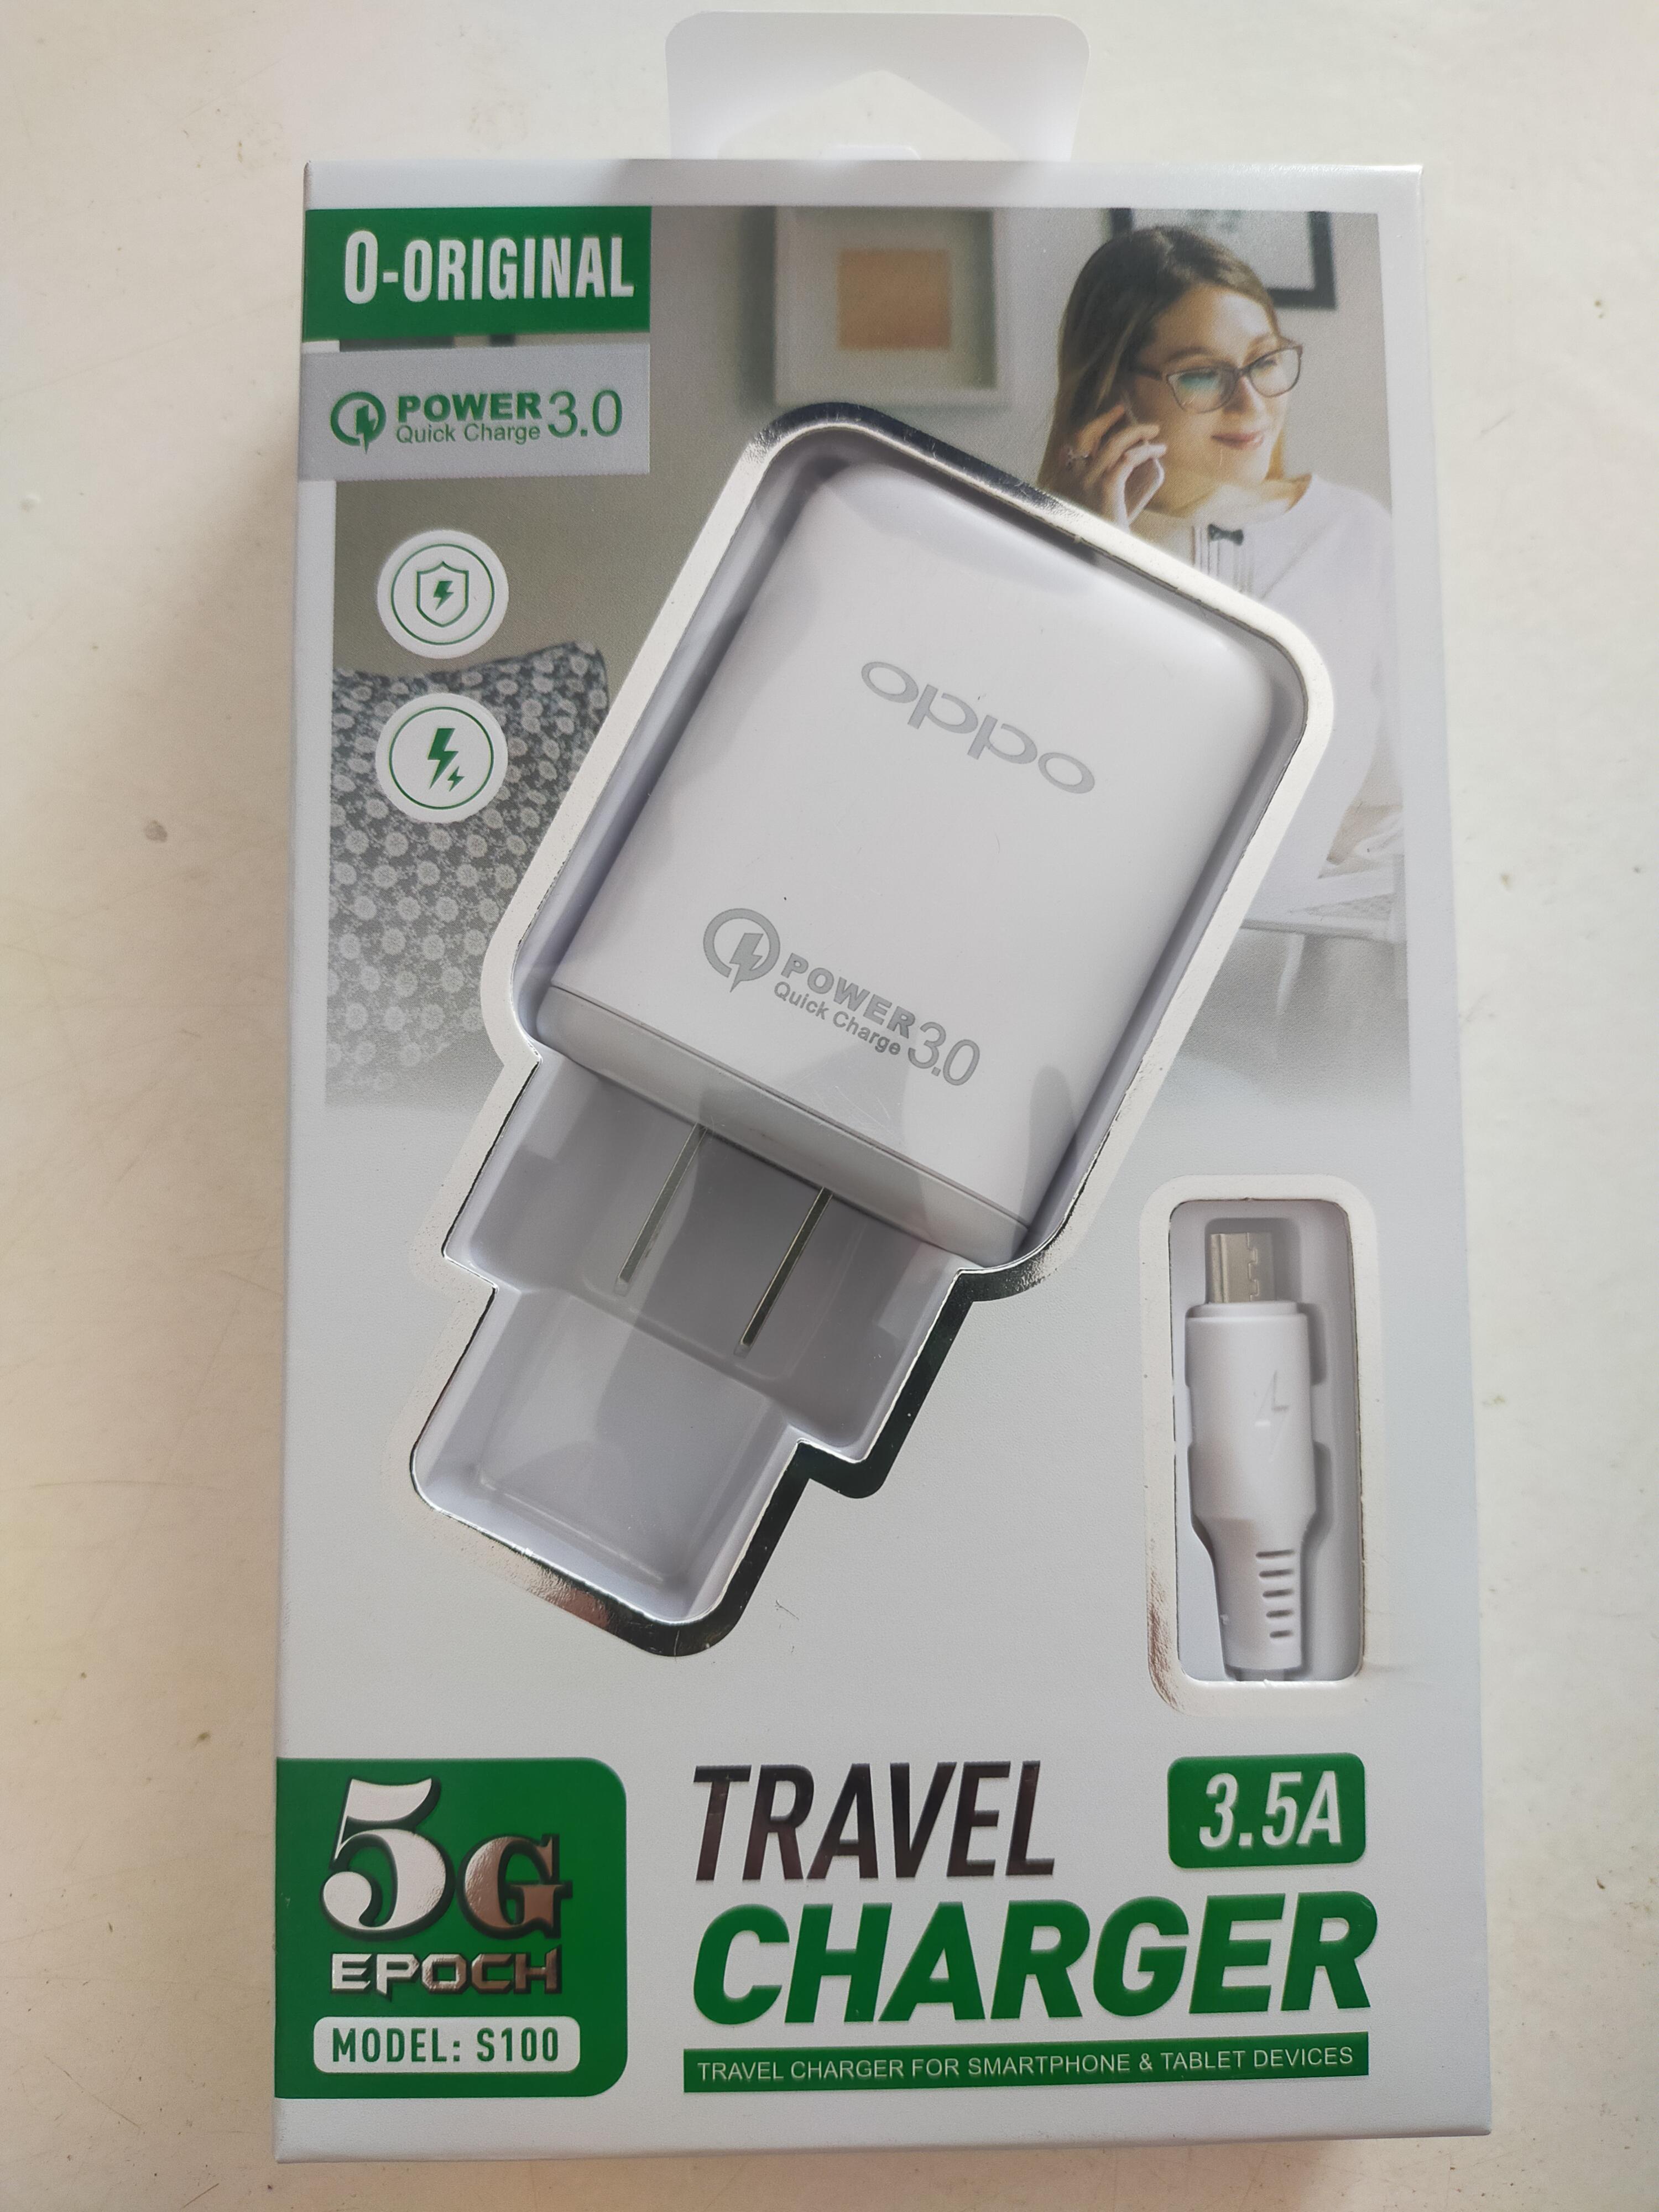 O-ORIGINAL
POWER
Quick Charge
3.0
oppo
POWER
Quick Charge
3.0
5G
EPOCH
MODEL: S100
TRAVEL
3.5A
CHARGER
TRAVEL CHARGER FOR SMARTPHONE & TABLET DEVICES